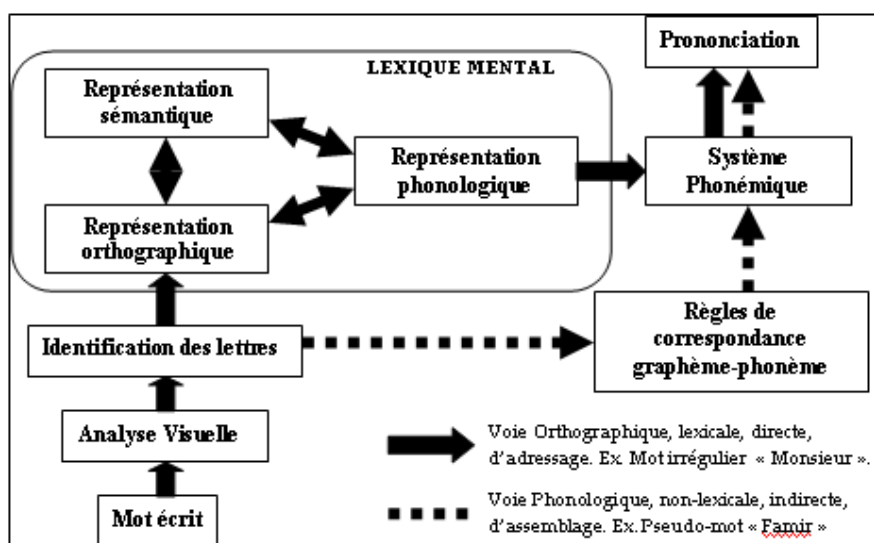 Prononciation
LEXIQUE MENTAL
Représentation
sémantique
Représentation
phonologique
Système
Phonémique
Représentation
orthographique
Identification des lettres
Règles de
correspondance
graphème-phonème
Analyse Visuelle
Mot écrit
Voie Orthographique, lexicale, directe,
d'adressage. Ex. Mot irrégulier « Monsieur ».
Voie Phonologique, non-lexicale, indirecte,
d'assemblage. Ex. Pseudo-mot « Famir »